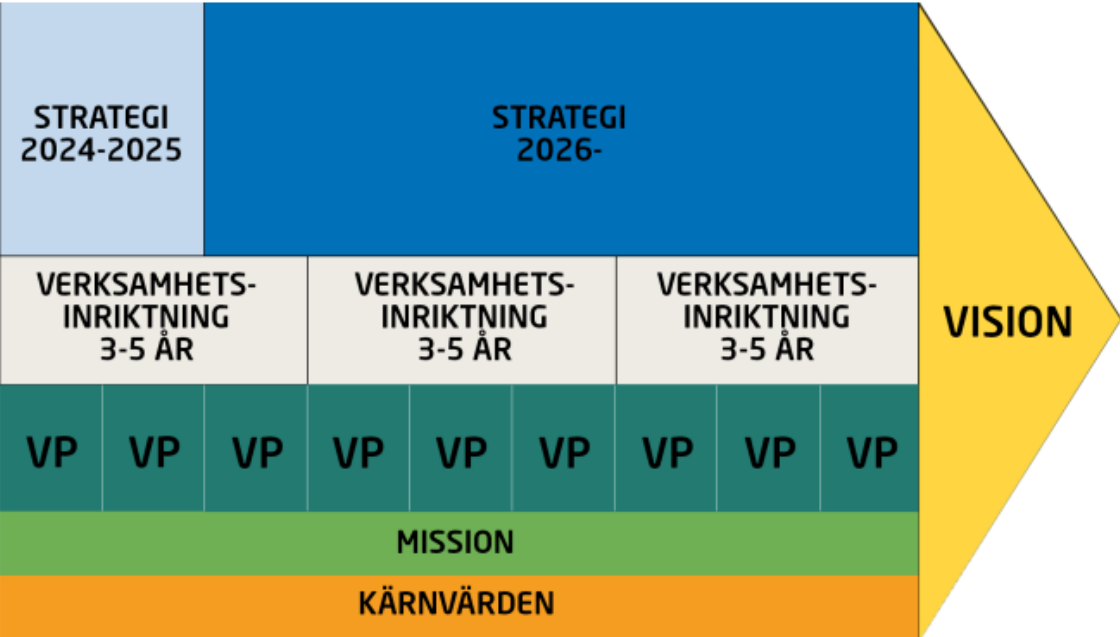 STRATEGI
2024-2025
STRATEGI
2026-
VERKSAMHETS-
INRIKTNING
3-5 ÅR
VERKSAMHETS-
INRIKTNING
3-5 ÅR
VERKSAMHETS-
INRIKTNING
3-5 ÅR
VISION
VP VP VP VP VP VP VP VP VP
MISSION
KÄRNVÄRDEN